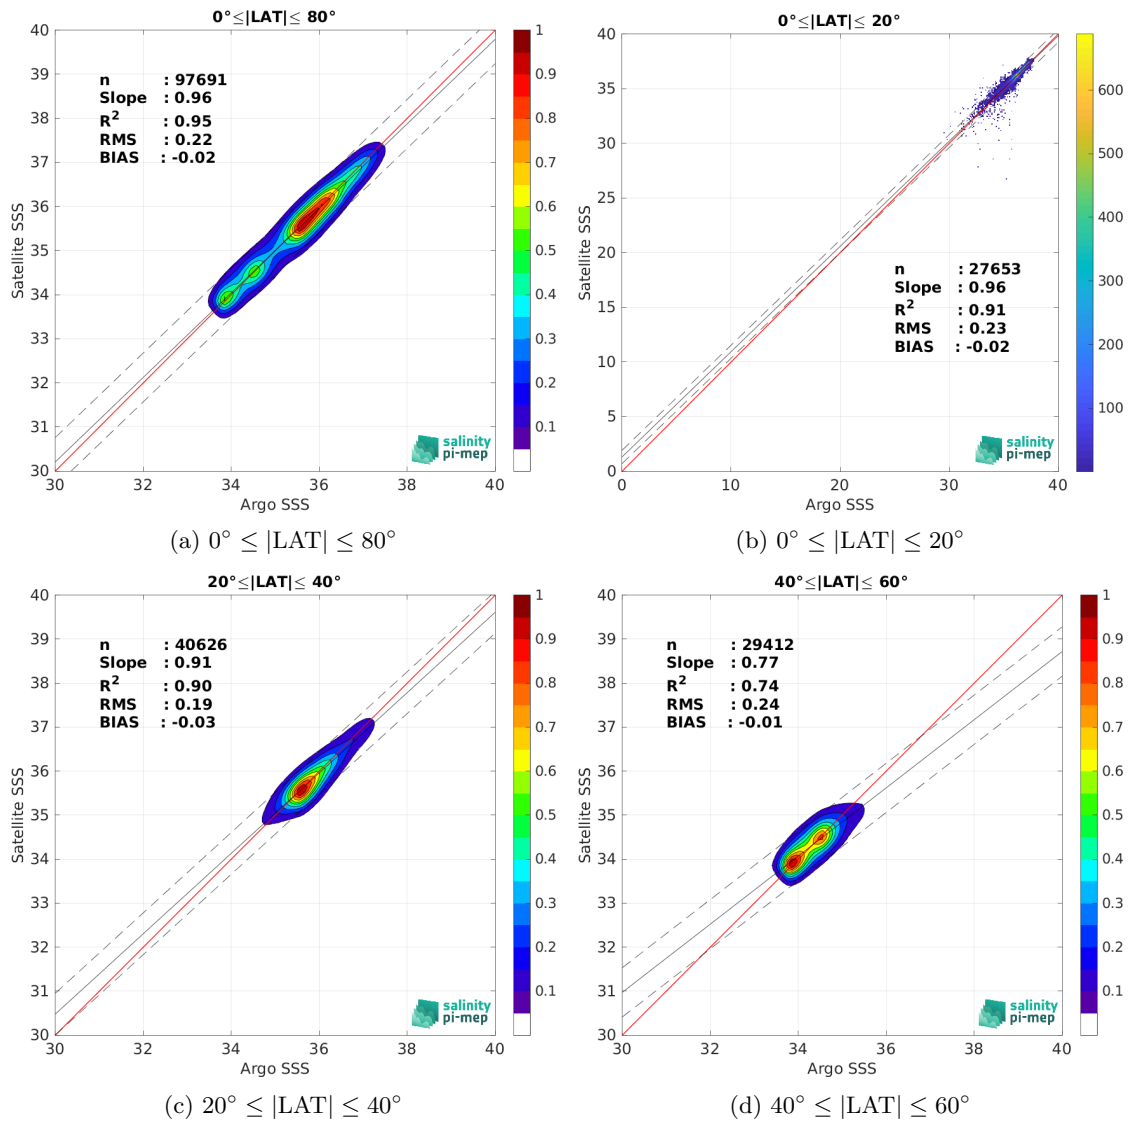 0°≤|LAT|≤ 80°
40
39
38
37
36
35
34
33
32
31
30
30
32
34
36
38
40
Satellite SSS
Argo SSS
n : 97691
Slope : 0.96
R² : 0.95
RMS : 0.22
BIAS : -0.02
1
0.9
0.8
0.7
0.6
0.5
0.4
0.3
0.2
0.1
salinity
pi-mep
(a) 0° ≤ |LAT| ≤ 80°
0°≤|LAT|≤ 20°
40
35
30
25
20
15
10
5
0
0
10
20
30
40
Satellite SSS
Argo SSS
n : 27653
Slope : 0.96
R² : 0.91
RMS : 0.23
BIAS : -0.02
600
500
400
300
200
100
salinity
pi-mep
(b) 0° ≤ |LAT| ≤ 20°
20°≤|LAT|≤ 40°
40
39
38
37
36
35
34
33
32
31
30
30
32
34
36
38
40
Satellite SSS
Argo SSS
n : 40626
Slope : 0.91
R² : 0.90
RMS : 0.19
BIAS : -0.03
1
0.9
0.8
0.7
0.6
0.5
0.4
0.3
0.2
0.1
salinity
pi-mep
(c) 20° ≤ |LAT| ≤ 40°
40°≤|LAT|≤ 60°
40
39
38
37
36
35
34
33
32
31
30
30
32
34
36
38
40
Satellite SSS
Argo SSS
n : 29412
Slope : 0.77
R² : 0.74
RMS : 0.24
BIAS : -0.01
1
0.9
0.8
0.7
0.6
0.5
0.4
0.3
0.2
0.1
salinity
pi-mep
(d) 40° ≤ |LAT| ≤ 60°